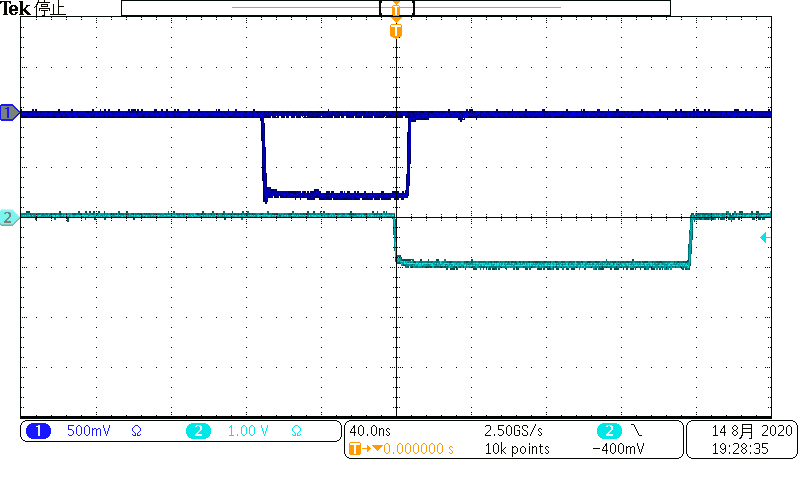 Tek 停止
T
T
1
2
1 500mV Ω 2 1.00 V Ω
40.0ns 2.50GS/s 2
T→▼0.000000 s 10k points −400mV
14 8月 2020
19:28:35